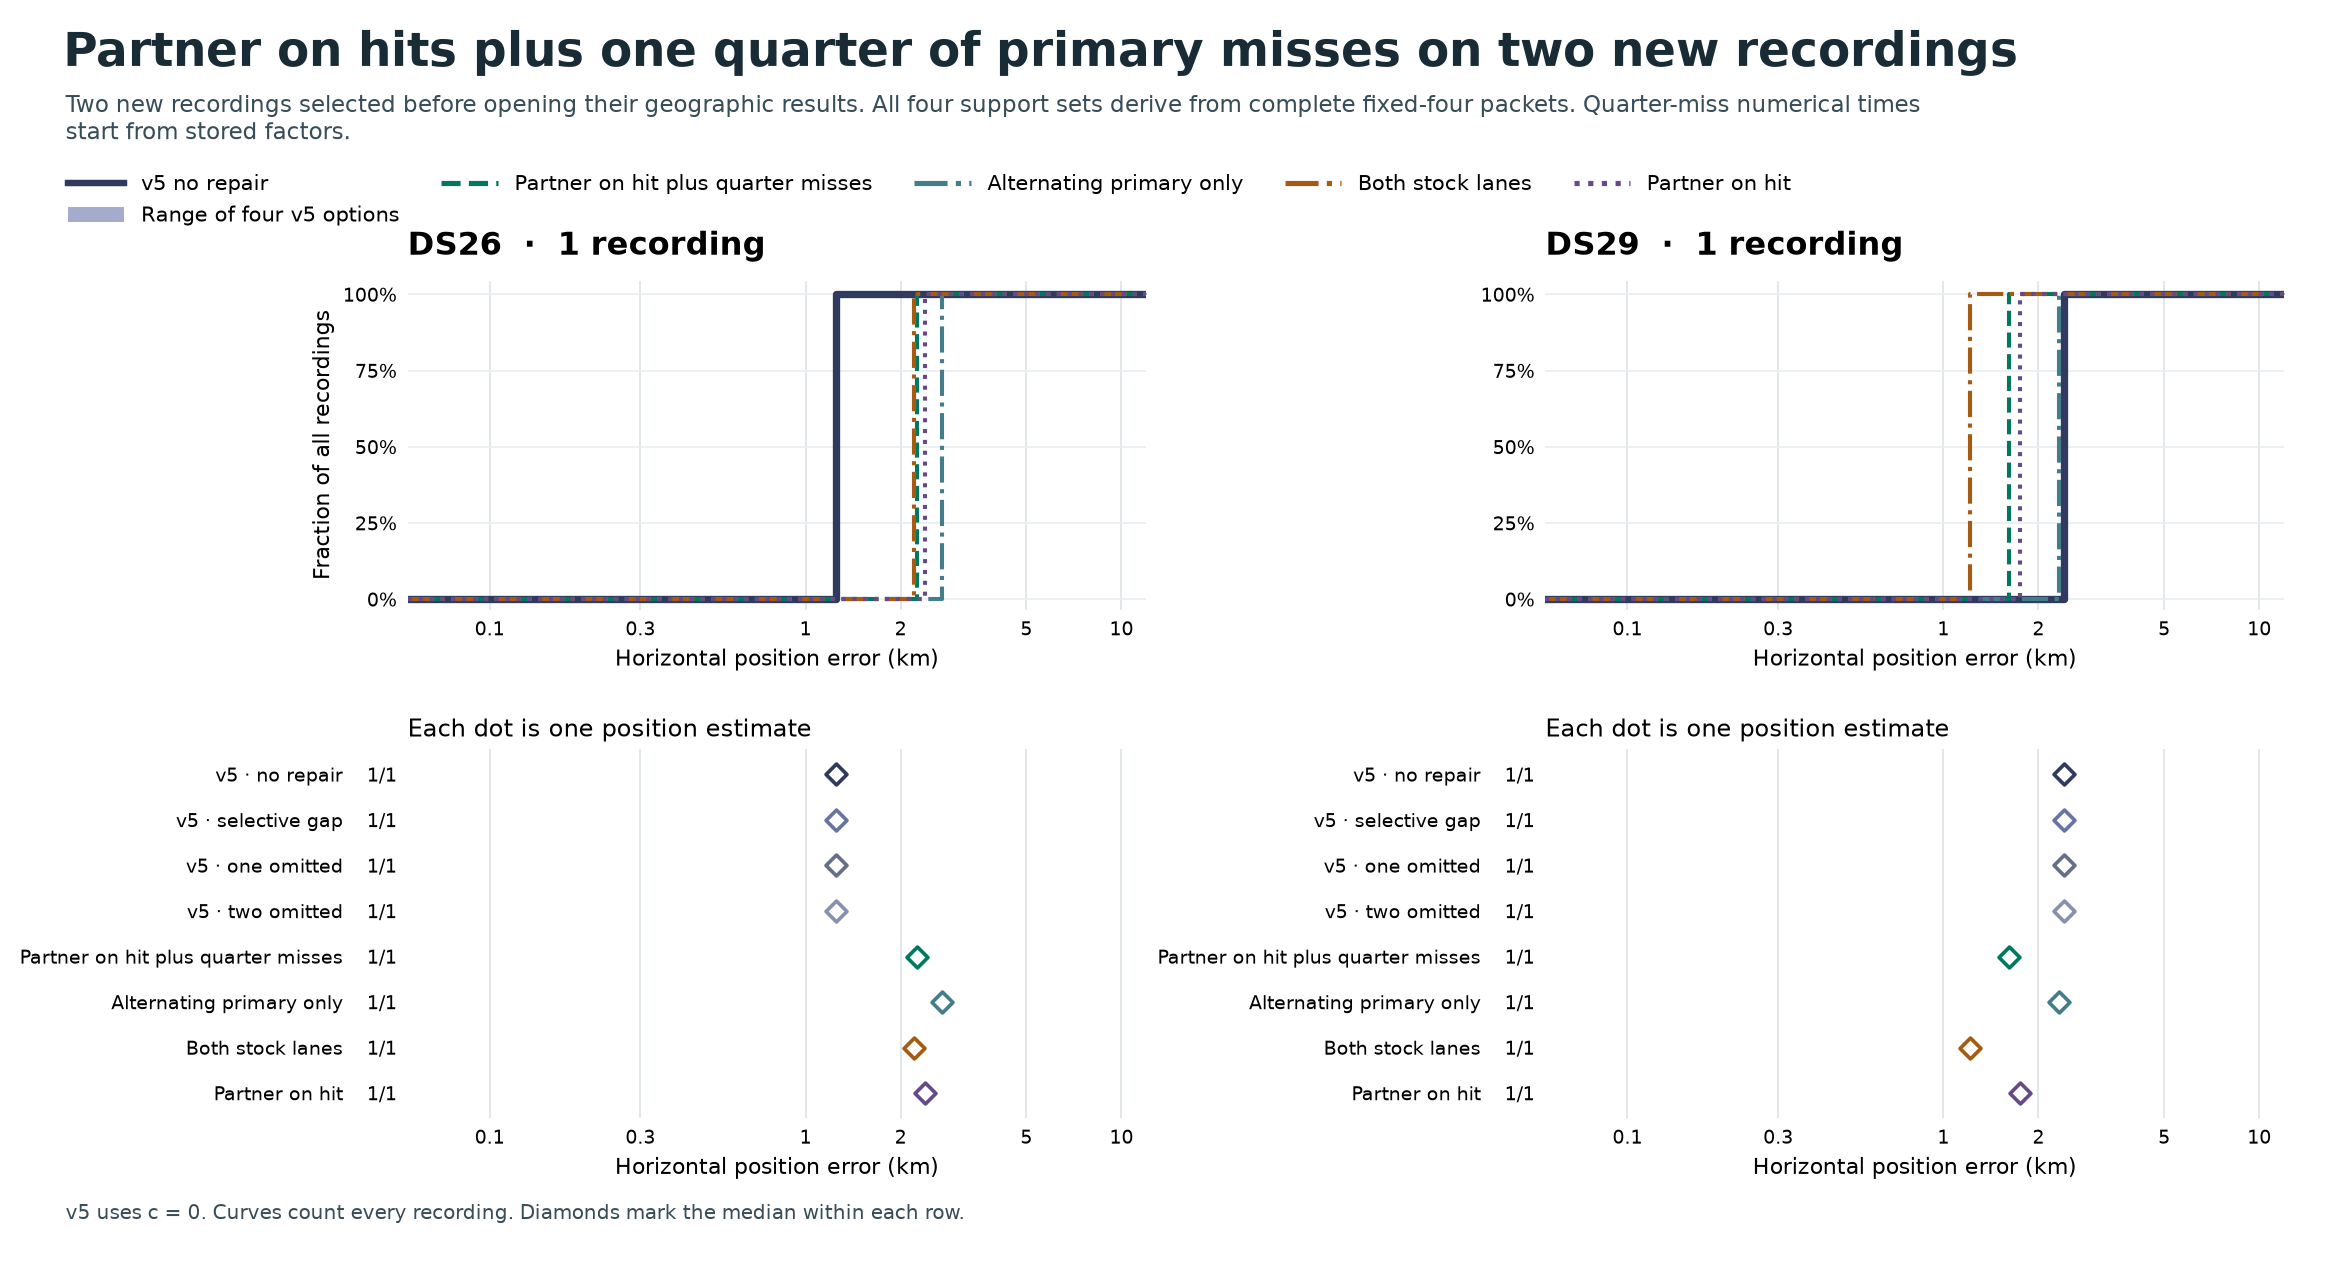 Partner on hits plus one quarter of primary misses on two new recordings
Two new recordings selected before opening their geographic results. All four support sets derive from complete fixed-four packets. Quarter-miss numerical times
start from stored factors.
v5 no repair
Partner on hit plus quarter misses
Alternating primary only
Both stock lanes
Partner on hit
Range of four v5 options
DS26 · 1 recording
Fraction of all recordings
100%
75%
50%
25%
0%
0.1 0.3 1 2 5 10
Horizontal position error (km)
DS29 · 1 recording
100%
75%
50%
25%
0%
0.1 0.3 1 2 5 10
Horizontal position error (km)
Each dot is one position estimate
v5 · no repair 1/1
v5 · selective gap 1/1
v5 · one omitted 1/1
v5 · two omitted 1/1
Partner on hit plus quarter misses 1/1
Alternating primary only 1/1
Both stock lanes 1/1
Partner on hit 1/1
0.1 0.3 1 2 5 10
Horizontal position error (km)
Each dot is one position estimate
v5 · no repair 1/1
v5 · selective gap 1/1
v5 · one omitted 1/1
v5 · two omitted 1/1
Partner on hit plus quarter misses 1/1
Alternating primary only 1/1
Both stock lanes 1/1
Partner on hit 1/1
0.1 0.3 1 2 5 10
Horizontal position error (km)
v5 uses c = 0. Curves count every recording. Diamonds mark the median within each row.